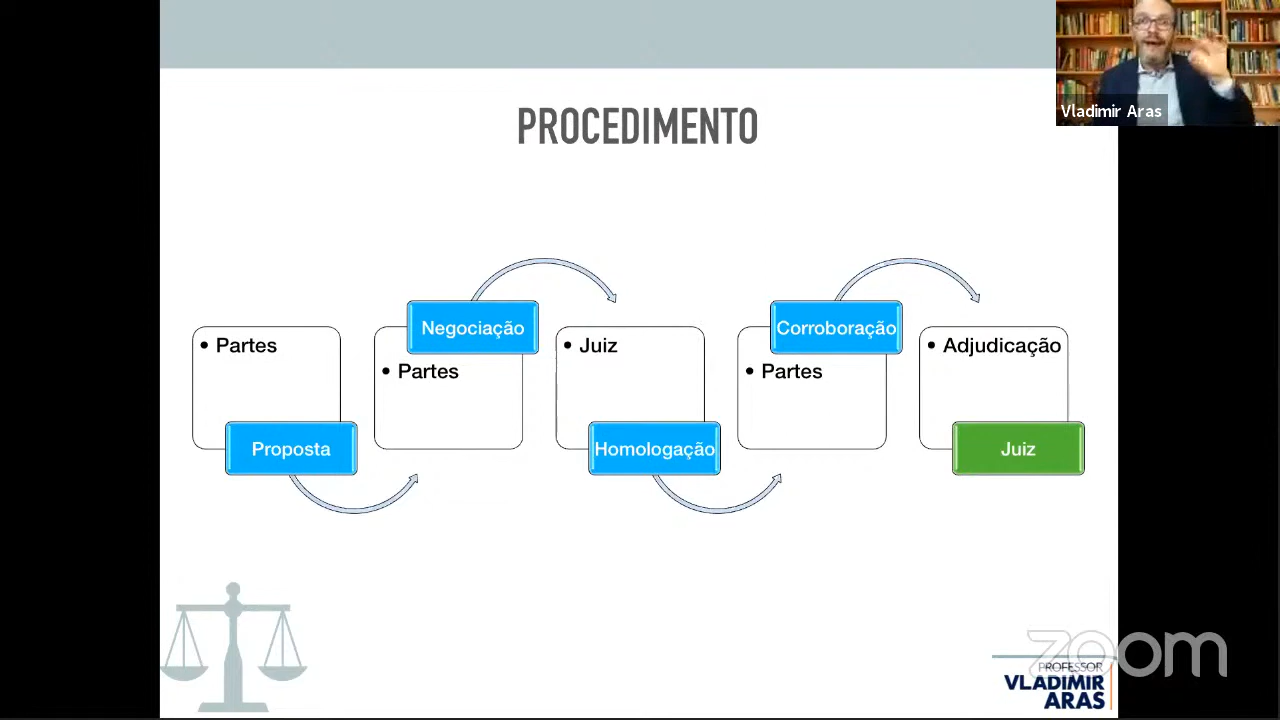 Vladimir Aras
PROCEDIMENTO
• Partes
Proposta
Negociação
• Partes
• Juiz
Homologação
Corroboração
• Partes
• Adjudicação
Juiz
zoom
PROFESSOR
VLADIMIR
ARAS